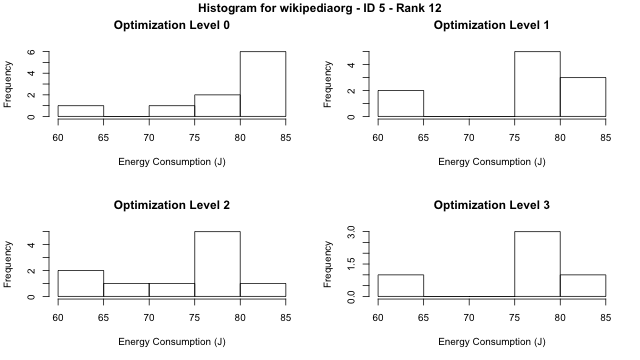 Histogram for wikipediaorg - ID 5 - Rank 12
Optimization Level 0
Frequency
0 2 4 6
60 65 70 75 80 85
Energy Consumption (J)
Optimization Level 1
Frequency
0 2 4
60 65 70 75 80 85
Energy Consumption (J)
Optimization Level 2
Frequency
0 2 4
60 65 70 75 80 85
Energy Consumption (J)
Optimization Level 3
Frequency
0.0 1.5 3.0
60 65 70 75 80 85
Energy Consumption (J)